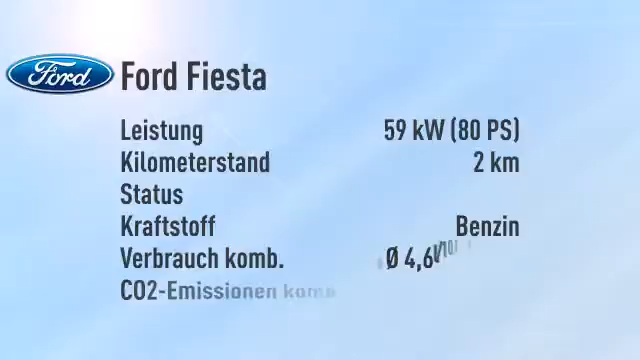 Ford Ford Fiesta
Leistung 59 kW (80 PS)
Kilometerstand 2 km
Status
Kraftstoff Benzin
Verbrauch komb. Ø 4,6
CO2-Emissionen